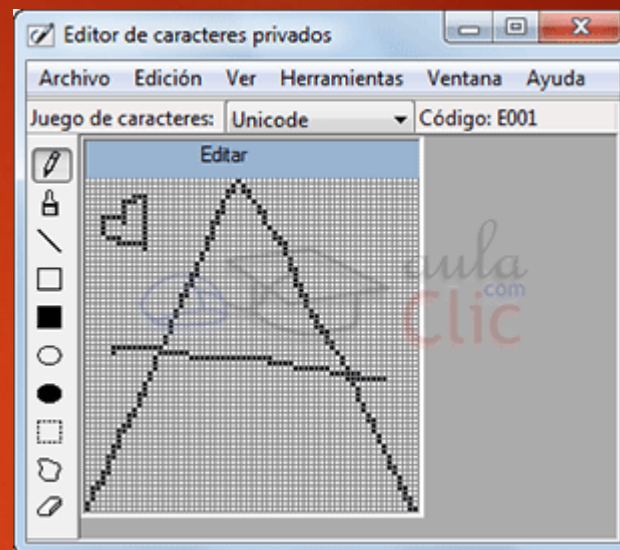 Editor de caracteres privados
Archivo Edición Ver Herramientas Ventana Ayuda
Juego de caracteres: Unicode Código: E001
Editar
aula
.com
Clic